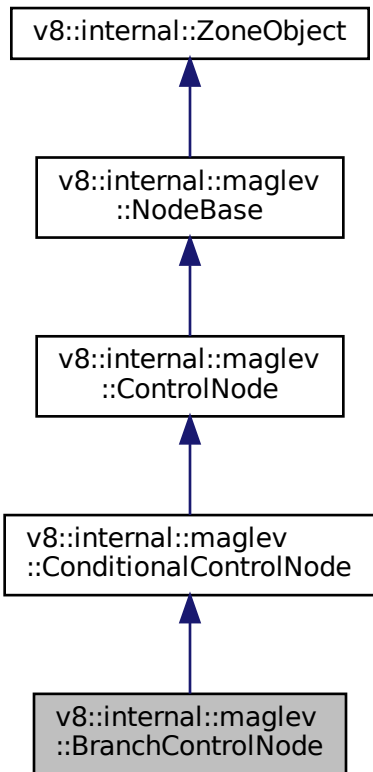 v8::internal::ZoneObject
v8::internal::maglev
::NodeBase
v8::internal::maglev
::ControlNode
v8::internal::maglev
::ConditionalControlNode
v8::internal::maglev
::BranchControlNode